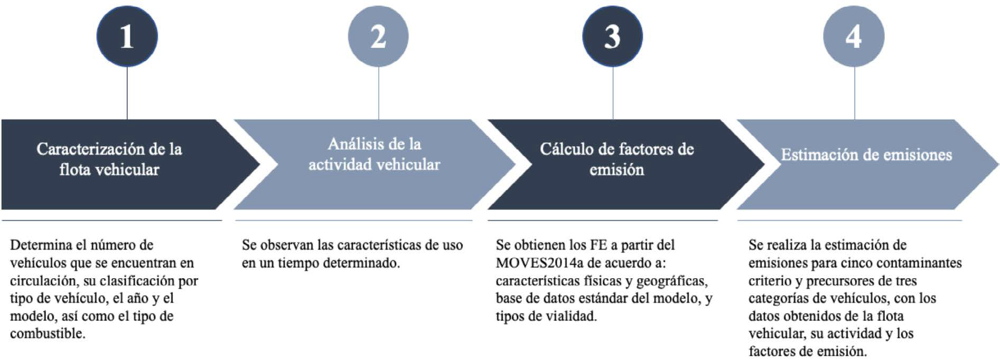 1
2
3
4
Caracterización de la
flota vehicular
Análisis de la
actividad vehicular
Cálculo de factores de
emisión
Estimación de emisiones
Determina el número de
vehículos que se encuentran en
circulación, su clasificación por
tipo de vehículo, el año y el
modelo, así como el tipo de
combustible.
Se observan las características de uso
en un tiempo determinado.
Se obtienen los FE a partir del
MOVES2014a de acuerdo a:
características físicas y geográficas,
base de datos estándar del modelo, y
tipos de vialidad.
Se realiza la estimación de
emisiones para cinco contaminantes
criterio y precursores de tres
categorías de vehículos, con los
datos obtenidos de la flota
vehicular, su actividad y los
factores de emisión.